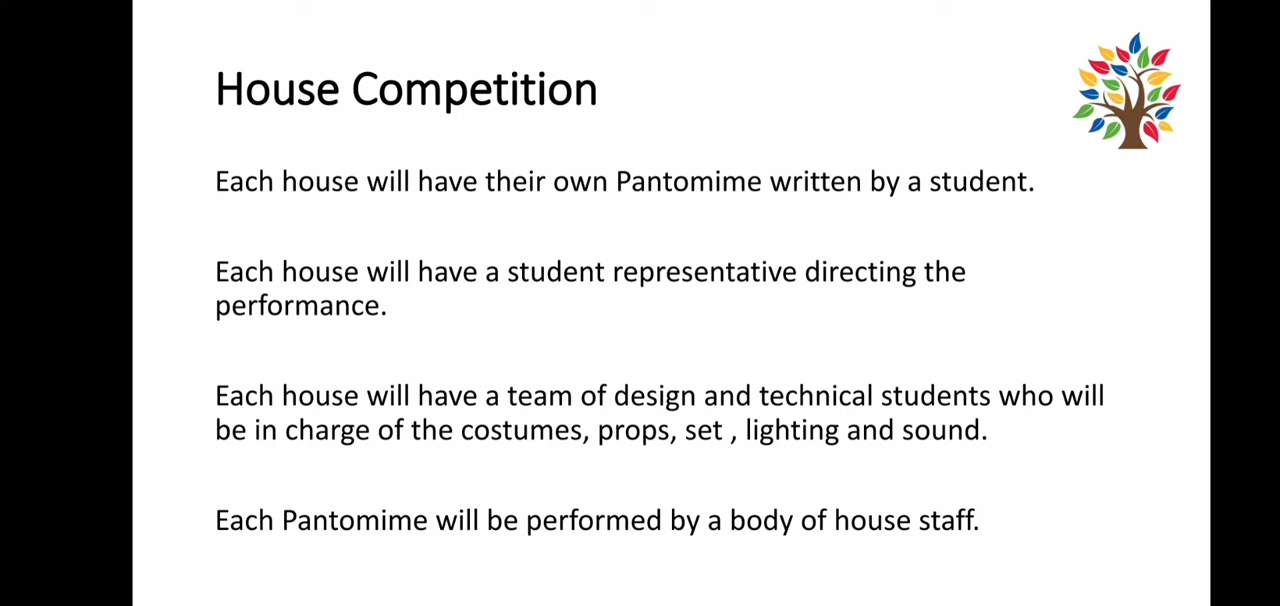 House Competition
Each house will have their own Pantomime written by a student.
Each house will have a student representative directing the
performance.
Each house will have a team of design and technical students who will
be in charge of the costumes, props, set , lighting and sound.
Each Pantomime will be performed by a body of house staff.